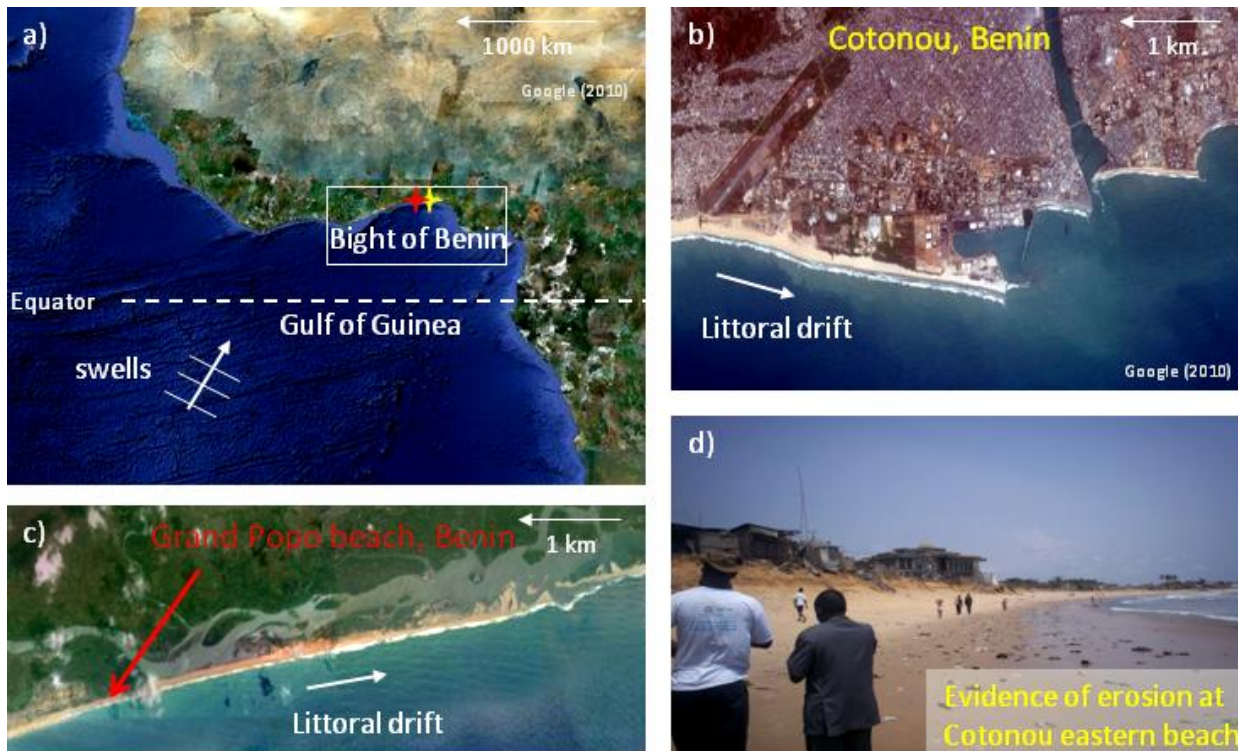 a)
1000 km
Google (2010)
Bight of Benin
Equator
Gulf of Guinea
swells
b)
Cotonou, Benin
1 km
Littoral drift
Google (2010)
c)
Grand Popo beach, Benin
1 km
Littoral drift
d)
Evidence of erosion at
Cotonou eastern beach